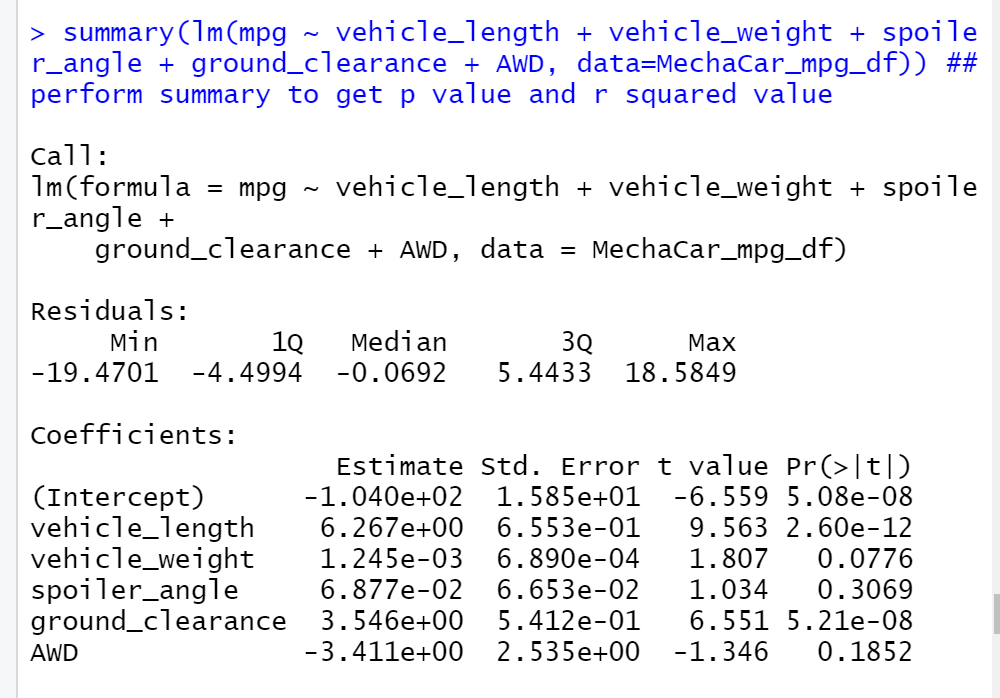 > summary(lm(mpg ~ vehicle_length + vehicle_weight + spoile
r_angle + ground_clearance + AWD, data=MechaCar_mpg_df)) ##
perform summary to get p value and r squared value
Call:
lm(formula = mpg ~ vehicle_length + vehicle_weight + spoile
r_angle +
    ground_clearance + AWD, data = MechaCar_mpg_df)
Residuals:
     Min       1Q   Median       3Q      Max
-19.4701  -4.4994  -0.0692   5.4433  18.5849
Coefficients:
                   Estimate Std. Error t value Pr(>|t|)
(Intercept)      -1.040e+02  1.585e+01  -6.559 5.08e-08
vehicle_length    6.267e+00  6.553e-01   9.563 2.60e-12
vehicle_weight    1.245e-03  6.890e-04   1.807   0.0776
spoiler_angle     6.877e-02  6.653e-02   1.034   0.3069
ground_clearance  3.546e+00  5.412e-01   6.551 5.21e-08
AWD              -3.411e+00  2.535e+00  -1.346   0.1852